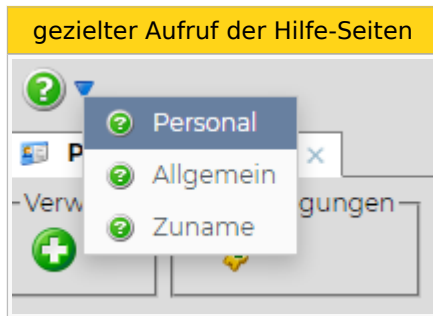 gezielter Aufruf der Hilfe-Seiten
Personal
P
Allgemein
Verw
gungen
Zuname